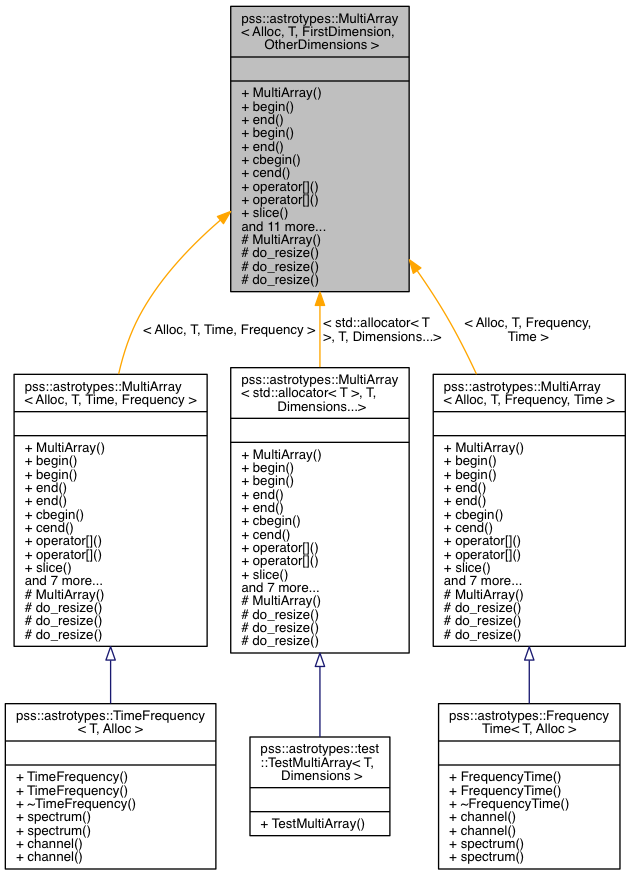 pss::astrotypes::MultiArray
< Alloc, T, FirstDimension,
OtherDimensions >
+ MultiArray()
+ begin()
+ end()
+ begin()
+ end()
+ cbegin()
+ cend()
+ operator[]()
+ operator[]()
+ slice()
and 11 more...
# MultiArray()
# do_resize()
# do_resize()
# do_resize()
< Alloc, T, Time, Frequency >
< std::allocator< T
>, T, Dimensions...>
< Alloc, T, Frequency,
Time >
pss::astrotypes::MultiArray
< Alloc, T, Time, Frequency >
+ MultiArray()
+ begin()
+ begin()
+ end()
+ end()
+ cbegin()
+ cend()
+ operator[]()
+ operator[]()
+ slice()
and 7 more...
# MultiArray()
# do_resize()
# do_resize()
# do_resize()
pss::astrotypes::MultiArray
< std::allocator< T >, T,
Dimensions...>
+ MultiArray()
+ begin()
+ begin()
+ end()
+ end()
+ cbegin()
+ cend()
+ operator[]()
+ operator[]()
+ slice()
and 7 more...
# MultiArray()
# do_resize()
# do_resize()
# do_resize()
pss::astrotypes::MultiArray
< Alloc, T, Frequency, Time >
+ MultiArray()
+ begin()
+ begin()
+ end()
+ end()
+ cbegin()
+ cend()
+ operator[]()
+ operator[]()
+ slice()
and 7 more...
# MultiArray()
# do_resize()
# do_resize()
# do_resize()
pss::astrotypes::TimeFrequency
< T, Alloc >
+ TimeFrequency()
+ TimeFrequency()
+ ~TimeFrequency()
+ spectrum()
+ spectrum()
+ channel()
+ channel()
pss::astrotypes::test
::TestMultiArray< T,
Dimensions >
+ TestMultiArray()
pss::astrotypes::Frequency
Time< T, Alloc >
+ FrequencyTime()
+ FrequencyTime()
+ ~FrequencyTime()
+ channel()
+ channel()
+ spectrum()
+ spectrum()